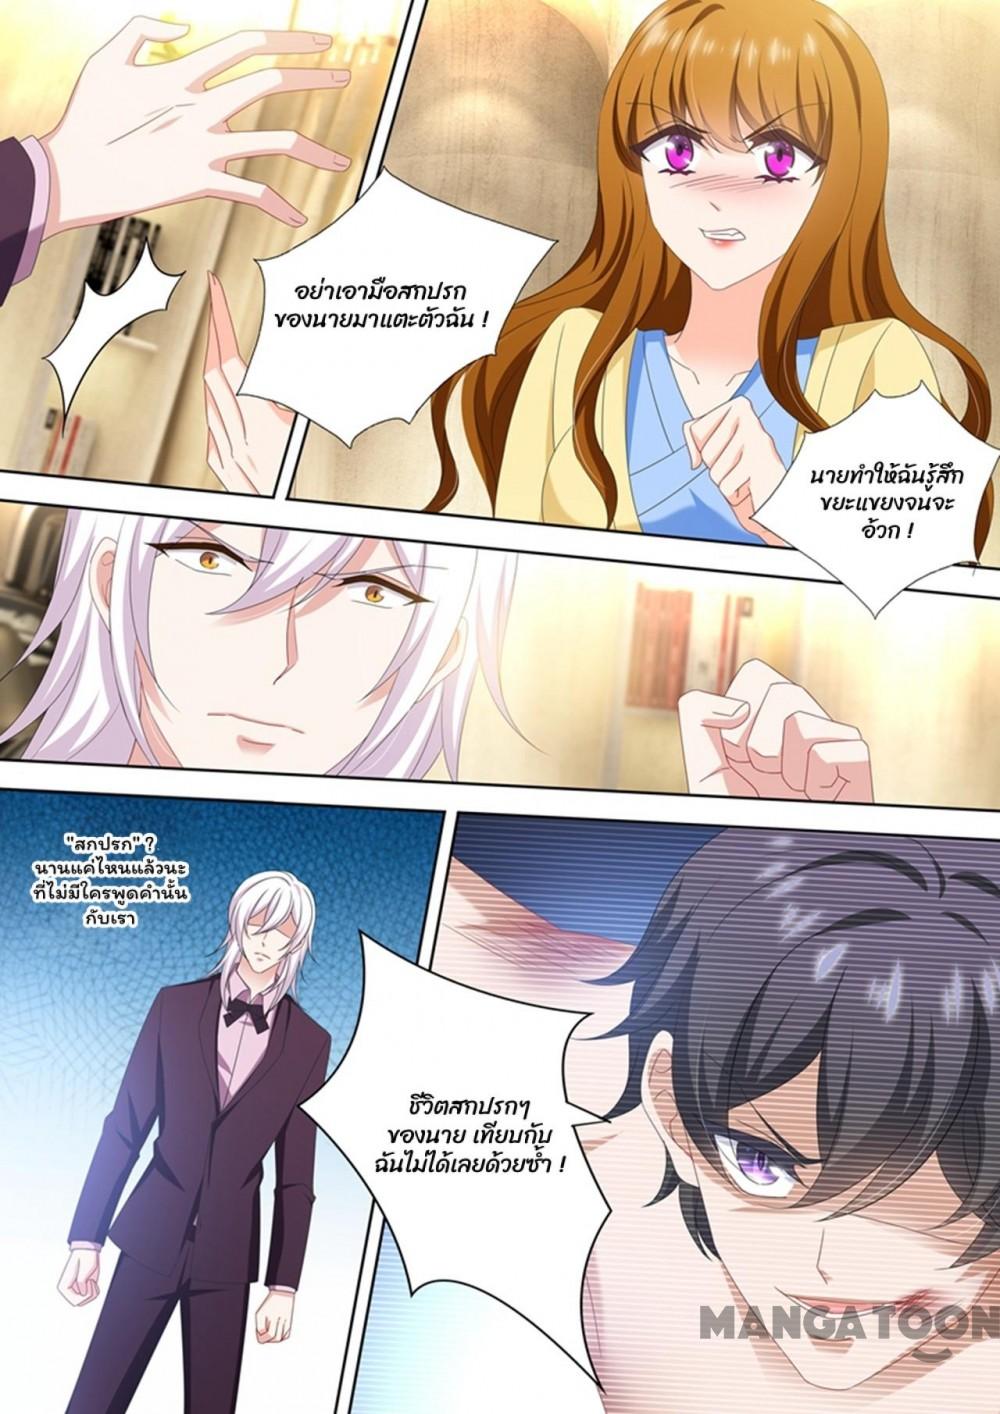 อย่าเอามือสกปรก
ของนายมาแตะตัวฉัน !
นายทำให้ฉันรู้สึก
ขยะแขยงจนจะ
อ้วก !
"สกปรก" ?
นานแค่ไหนแล้วนะ
ที่ไม่มีใครพูดคำนั้น
กับเรา
ชีวิตสกปรกๆ
ของนาย เทียบกับ
ฉันไม่ได้เลยด้วยซ้ำ !
MANGATOON